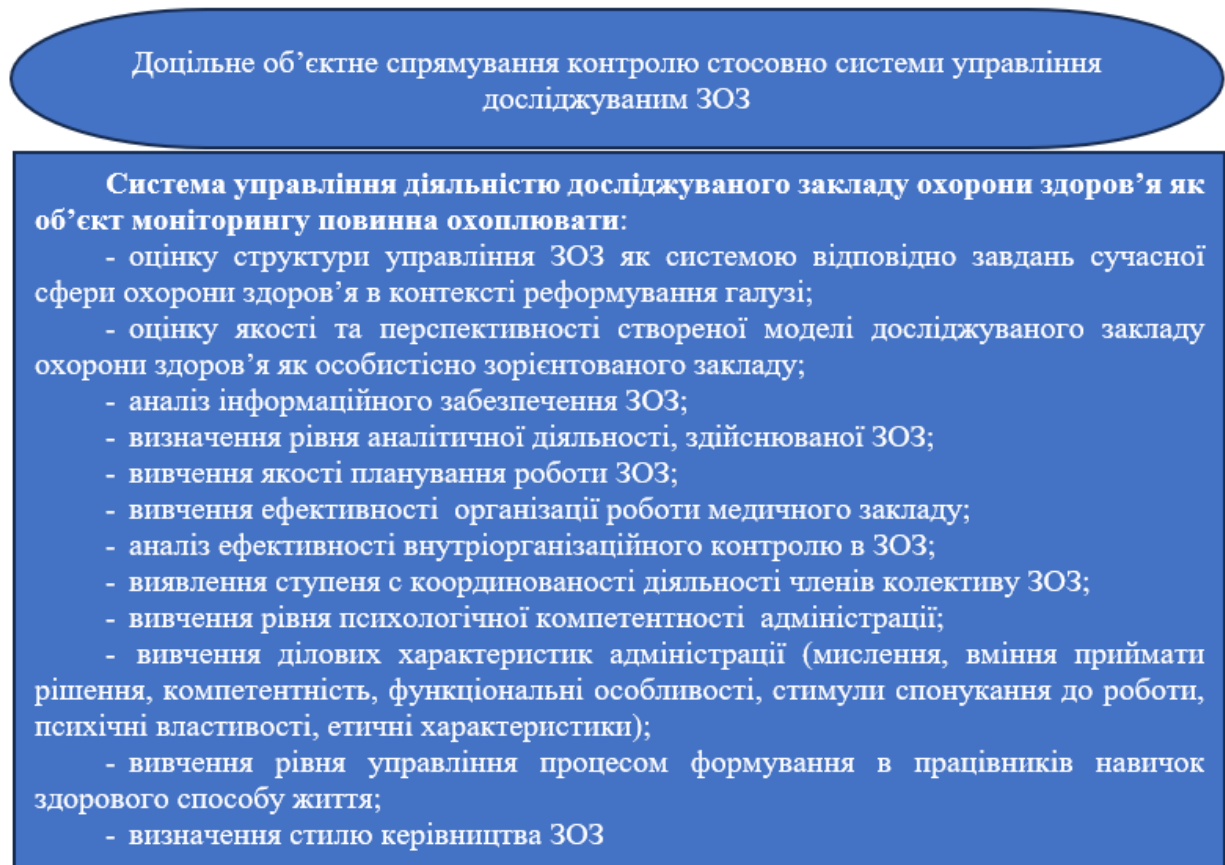 Доцільне об’єктне спрямування контролю стосовно системи управління
досліджуваним ЗОЗ
Система управління діяльністю досліджуваного закладу охорони здоров’я як
об’єкт моніторингу повинна охоплювати:
- оцінку структури управління ЗОЗ як системою відповідно завдань сучасної
сфери охорони здоров’я в контексті реформування галузі;
- оцінку якості та перспективності створеної моделі досліджуваного закладу
охорони здоров’я як особистісно зорієнтованого закладу;
- аналіз інформаційного забезпечення ЗОЗ;
- визначення рівня аналітичної діяльності, здійснюваної ЗОЗ;
- вивчення якості планування роботи ЗОЗ;
- вивчення ефективності  організації роботи медичного закладу;
- аналіз ефективності внутріорганізаційного контролю в ЗОЗ;
- виявлення ступеня с координованості діяльності членів колективу ЗОЗ;
- вивчення рівня психологічної компетентності  адміністрації;
- вивчення ділових характеристик адміністрації (мислення, вміння приймати
рішення, компетентність, функціональні особливості, стимули спонукання до роботи,
психічні властивості, етичні характеристики);
- вивчення рівня управління процесом формування в працівників навичок
здорового способу життя;
- визначення стилю керівництва ЗОЗ